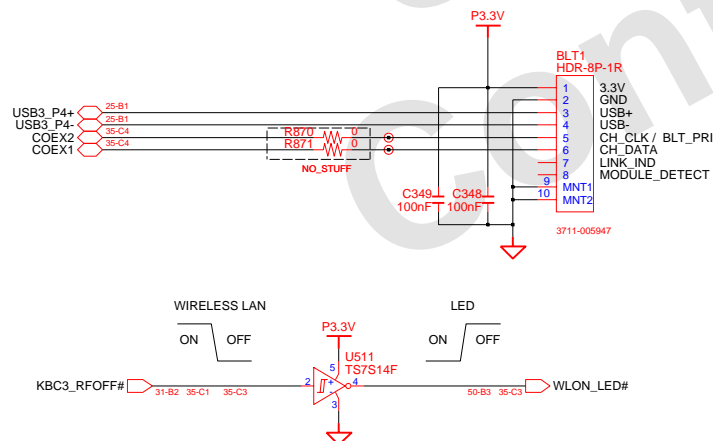 P3.3V
BLT1
HDR-8P-1R
1 3.3V
2 GND
USB3_P4+ 25-B1 3 USB+
USB3_P4- 25-B1 4 USB-
COEX2 35-C4 R870 0 5 CH_CLK / BLT_PRI
COEX1 35-C4 R871 0 6 CH_DATA
NO_STUFF
7 LINK_IND
8 MODULE_DETECT
9 MNT1
10 MNT2
C349 C348
100nF 100nF
3711-005947
WIRELESS LAN LED
P3.3V
ON OFF ON OFF
U511
TS7S14F
5
+
KBC3_RFOFF# 31-B2 35-C1 35-C3 2 4 50-B3 35-C3 WLON_LED#
-
3
Conf